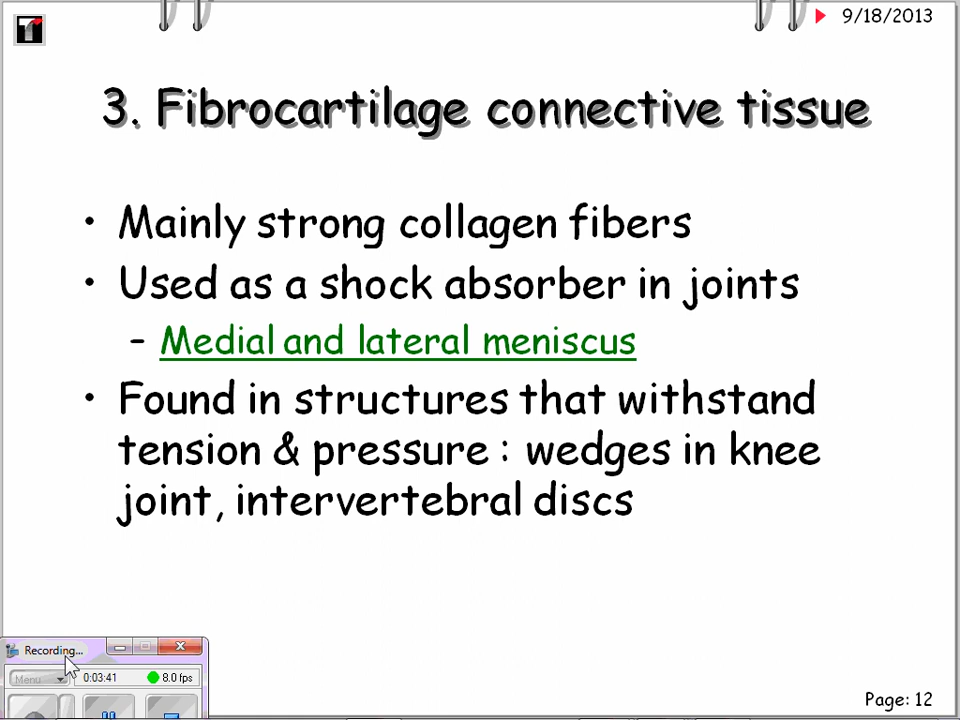 9/18/2013
3. Fibrocartilage connective tissue
• Mainly strong collagen fibers
• Used as a shock absorber in joints
– Medial and lateral meniscus
• Found in structures that withstand
tension & pressure : wedges in knee
joint, intervertebral discs
Recording...
Menu 0:03:41 8.0 fps
Page: 12